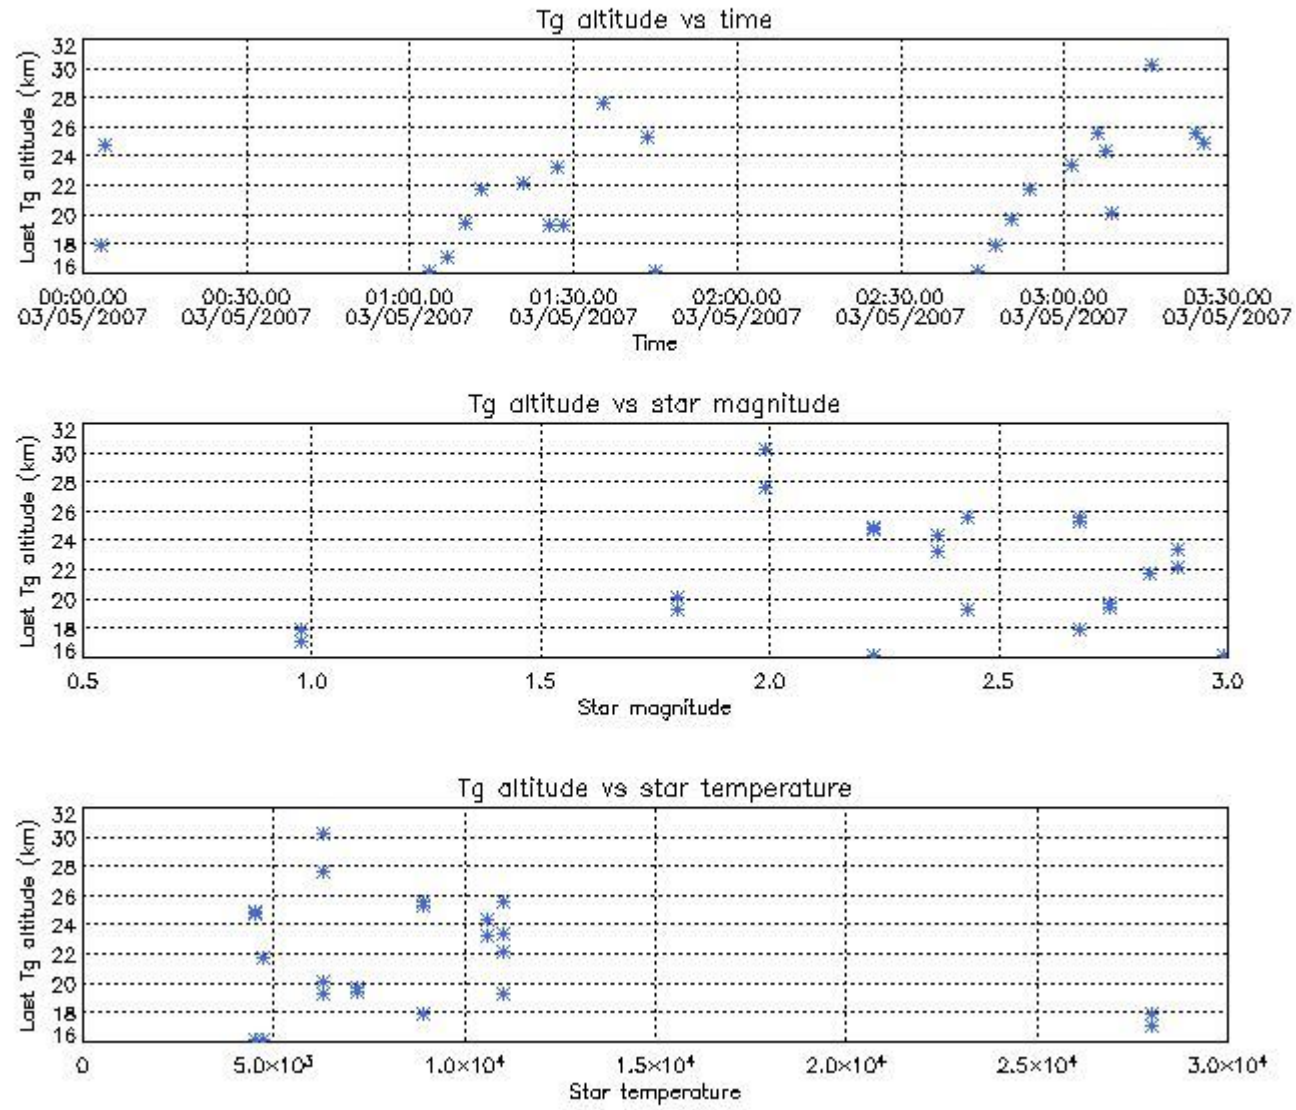 Tg altitude vs time
Last Tg altitude (km)
32
30
28
26
24
22
20
18
16
00:00.00 00:30.00 01:00.00 01:30.00 02:00.00 02:30.00 03:00.00 03:30.00
03/05/2007 03/05/2007 03/05/2007 03/05/2007 03/05/2007 03/05/2007 03/05/2007 03/05/2007
Time
Tg altitude vs star magnitude
Last Tg altitude (km)
32
30
28
26
24
22
20
18
16
0.5 1.0 1.5 2.0 2.5 3.0
Star magnitude
Tg altitude vs star temperature
Last Tg altitude (km)
32
30
28
26
24
22
20
18
16
0 5.0×10³ 1.0×10⁴ 1.5×10⁴ 2.0×10⁴ 2.5×10⁴ 3.0×10⁴
Star temperature